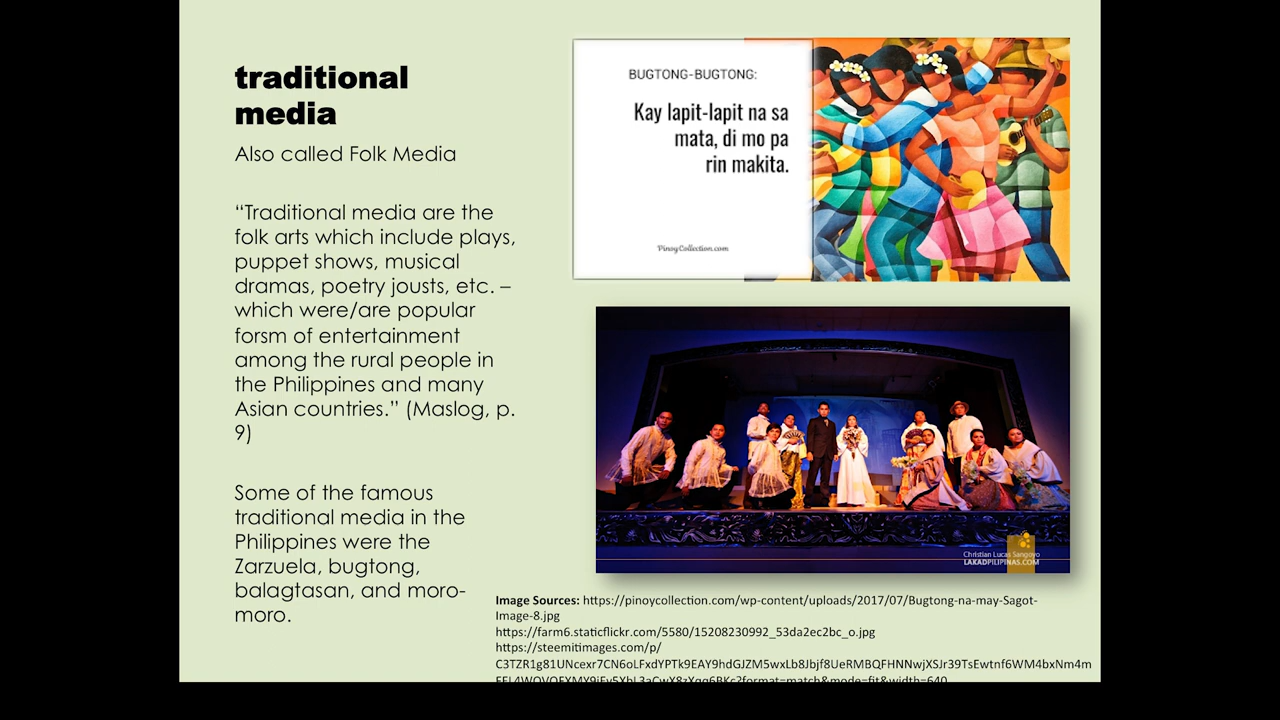 traditional
media
Also called Folk Media
“Traditional media are the
folk arts which include plays,
puppet shows, musical
dramas, poetry jousts, etc. –
which were/are popular
forsm of entertainment
among the rural people in
the Philippines and many
Asian countries.” (Maslog, p.
9)
Some of the famous
traditional media in the
Philippines were the
Zarzuela, bugtong,
balagtasan, and moro-
moro.
BUGTONG-BUGTONG:
Kay lapit-lapit na sa
mata, di mo pa
rin makita.
PinoyCollection.com
Christian Lucas Sangoyo
LAKADPILIPINAS.COM
Image Sources: https://pinoycollection.com/wp-content/uploads/2017/07/Bugtong-na-may-Sagot-
Image-8.jpg
https://farm6.staticflickr.com/5580/15208230992_53da2ec2bc_o.jpg
https://steemitimages.com/p/
C3TZR1g81UNcexr7CN6oLFxdYPTk9EAY9hdGJZM5wxLb8Jbjf8UeRMBQFHNNwjXSJr39TsEwtnf6WM4bxNm4m